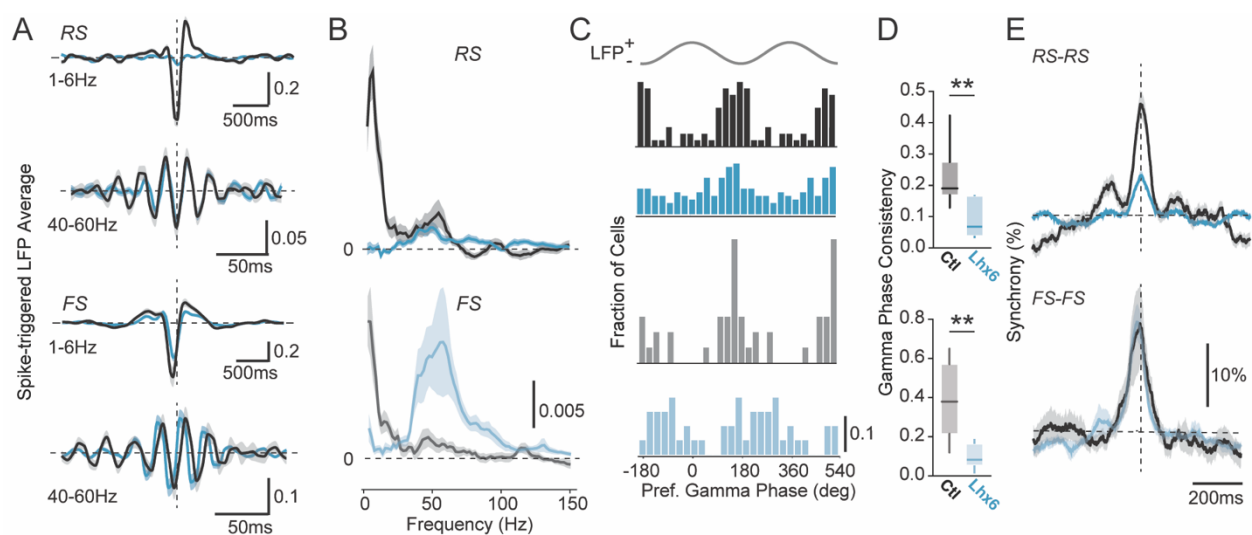 A
Spike-triggered LFP Average
RS
1-6Hz
0.2
500ms
40-60Hz
0.05
50ms
FS
1-6Hz
0.2
500ms
40-60Hz
0.1
50ms
B
RS
0
FS
0.005
0
0 50 100 150
Frequency (Hz)
C
LFP+
-
Fraction of Cells
0.1
-180 0 180 360 540
Pref. Gamma Phase (deg)
D
Gamma Phase Consistency
**
0.5
0.4
0.3
0.2
0.1
0.0
Ctl Lhx6
**
0.8
0.6
0.4
0.2
0.0
Ctl Lhx6
E
Synchrony (%)
RS-RS
FS-FS
10%
200ms